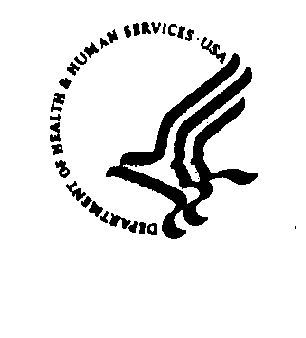 DEPARTMENT OF HEALTH & HUMAN SERVICES · USA